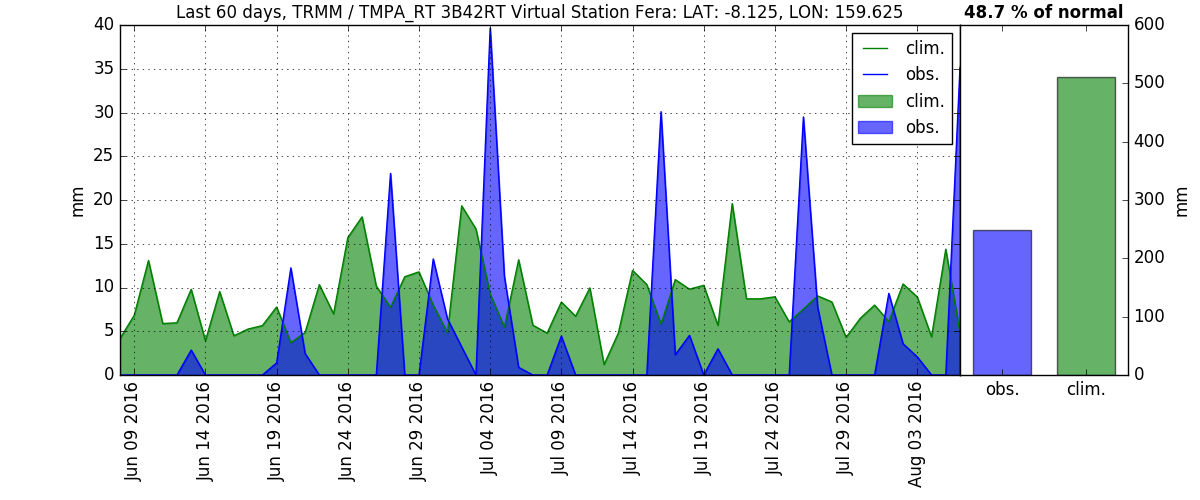 Last 60 days, TRMM / TMPA_RT 3B42RT Virtual Station Fera: LAT: -8.125, LON: 159.625
48.7 % of normal
40
35
30
25
20
15
10
5
0
mm
clim.
obs.
clim.
obs.
Jun 09 2016
Jun 14 2016
Jun 19 2016
Jun 24 2016
Jun 29 2016
Jul 04 2016
Jul 09 2016
Jul 14 2016
Jul 19 2016
Jul 24 2016
Jul 29 2016
Aug 03 2016
600
500
400
300
200
100
0
mm
obs.
clim.